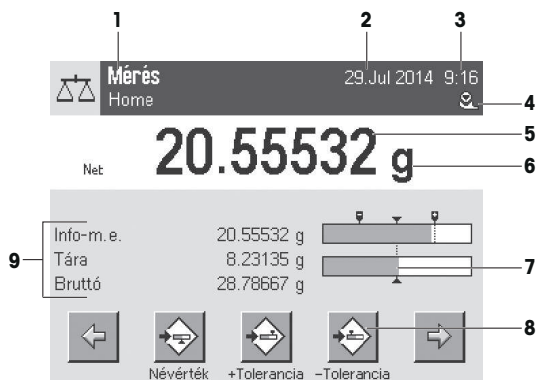 1 2 3
Mérés 29.Jul 2014 9:16
Home
4
5
Net 20.55532 g
6
Info-m.e. 20.55532 g
9 Tára 8.23135 g 7
Bruttó 28.78667 g
8
Névérték +Tolerancia -Tolerancia